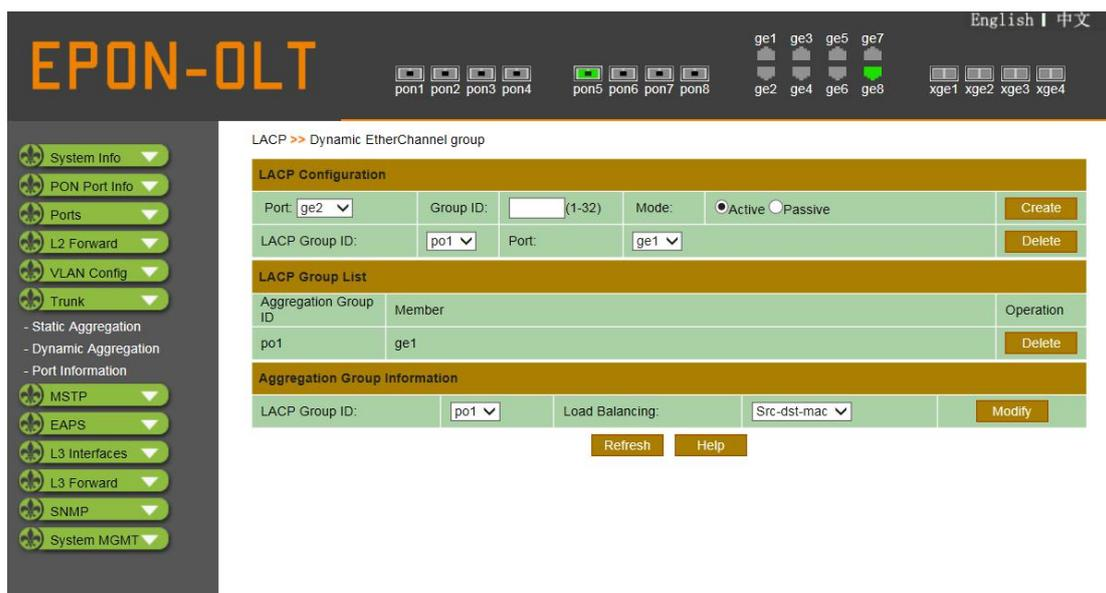 English | 中文
EPON-OLT
ge1 ge3 ge5 ge7
pon1 pon2 pon3 pon4 pon5 pon6 pon7 pon8 ge2 ge4 ge6 ge8 xge1 xge2 xge3 xge4
System Info
PON Port Info
Ports
L2 Forward
VLAN Config
Trunk
- Static Aggregation
- Dynamic Aggregation
- Port Information
MSTP
EAPS
L3 Interfaces
L3 Forward
SNMP
System MGMT
LACP >> Dynamic EtherChannel group
LACP Configuration
Port: ge2 Group ID: (1-32) Mode: Active Passive Create
LACP Group ID: po1 Port: ge1 Delete
LACP Group List
Aggregation Group
ID Member Operation
po1 ge1 Delete
Aggregation Group Information
LACP Group ID: po1 Load Balancing: Src-dst-mac Modify
Refresh Help